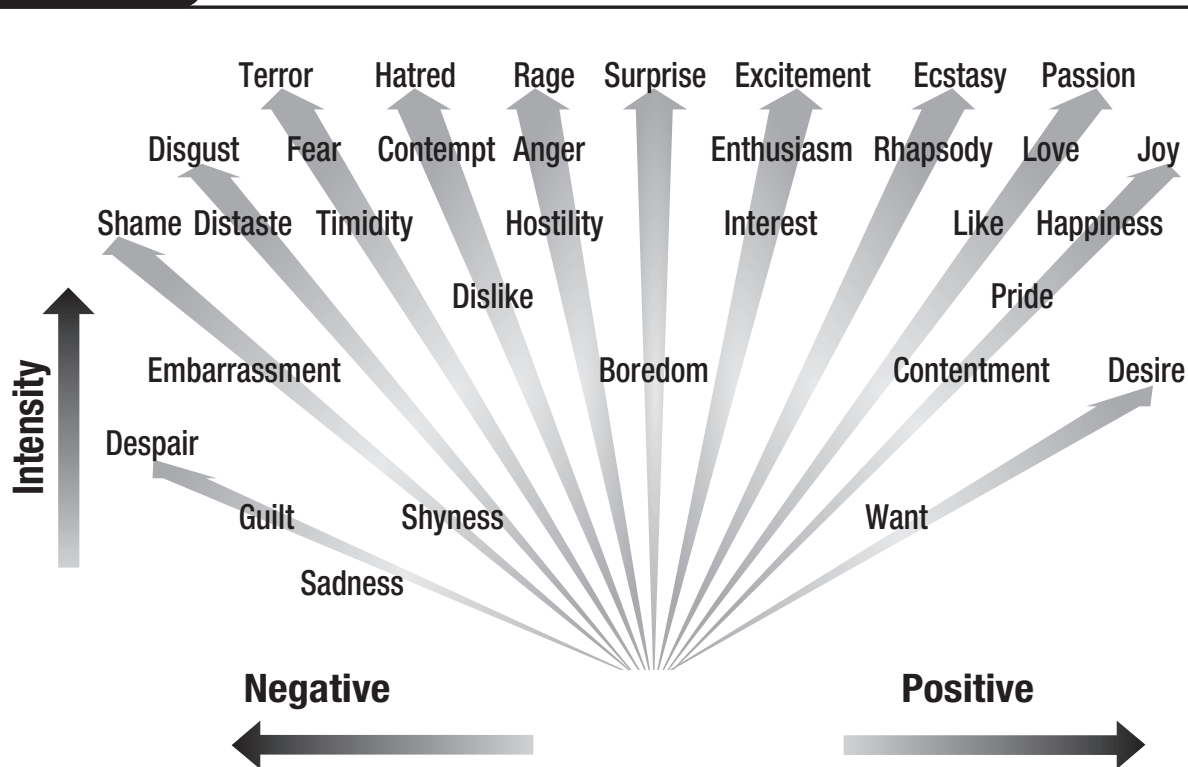 Terror Hatred Rage Surprise Excitement Ecstasy Passion
Disgust Fear Contempt Anger Enthusiasm Rhapsody Love Joy
Shame Distaste Timidity Hostility Interest Like Happiness
Dislike Pride
Embarrassment Boredom Contentment Desire
Intensity
Despair
Guilt Shyness Want
Sadness
Negative Positive